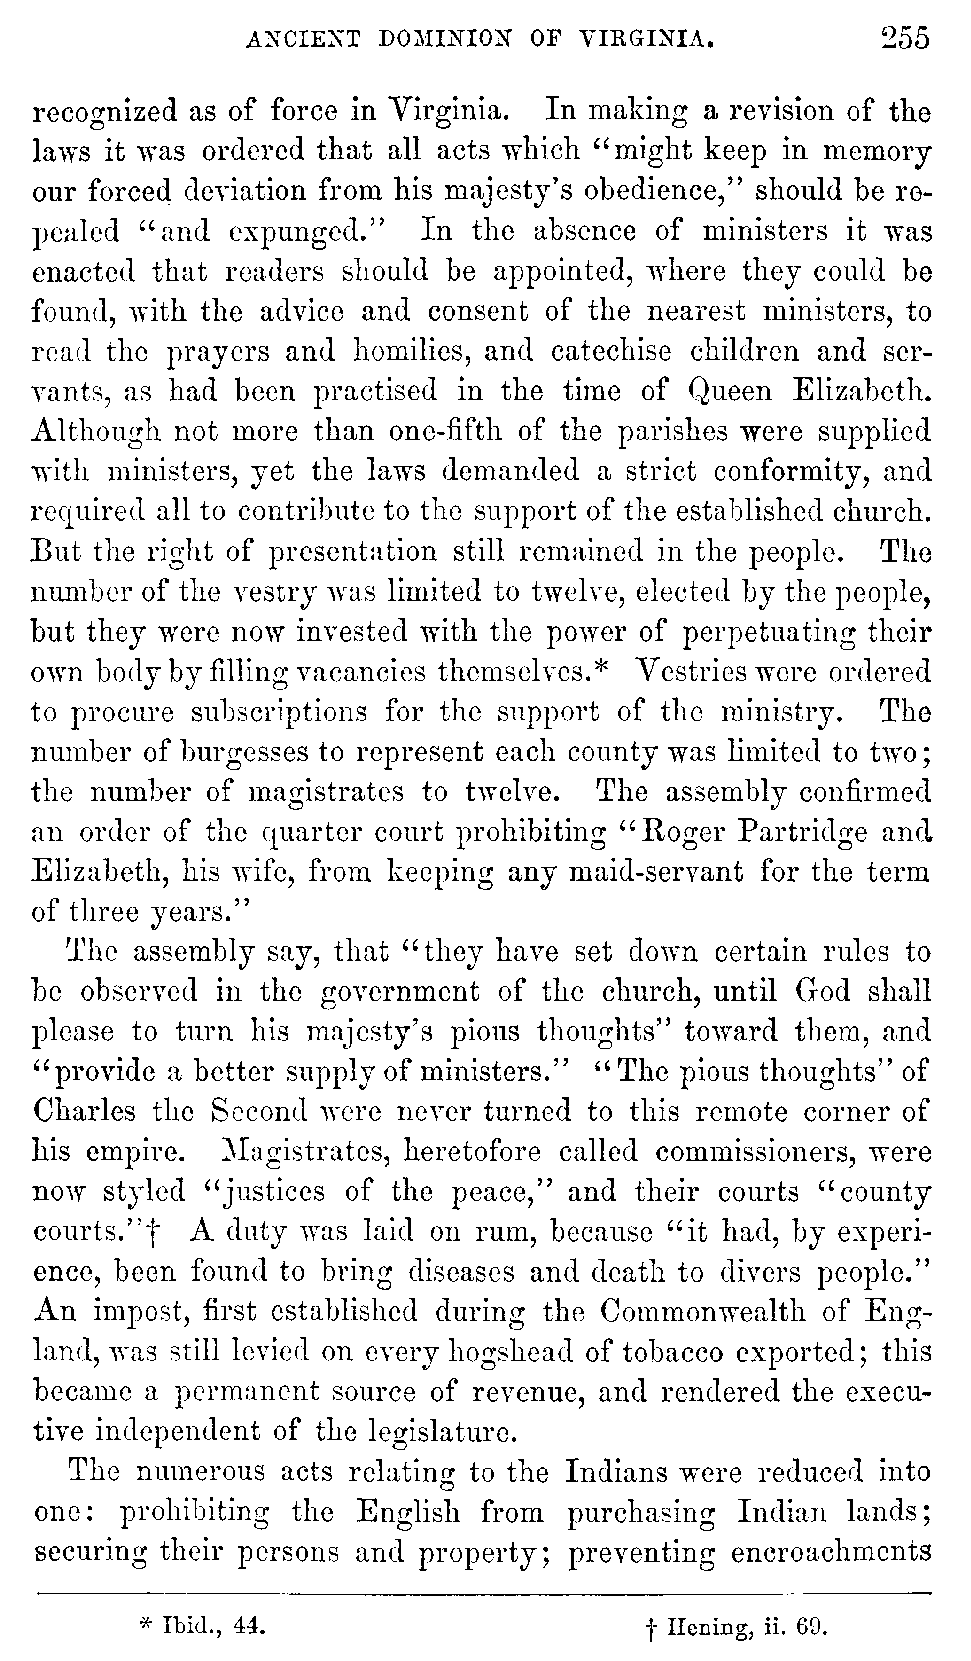 ANCIENT DOMINION OF VIRGINIA. 255
recognized as of force in Virginia. In making a revision of the
laws it was ordered that all acts which “might keep in memory
our forced deviation from his majesty's obedience,” should be re-
pealed “and expunged.” In the absence of ministers it was
enacted that readers should be appointed, where they could be
found, with the advice and consent of the nearest ministers, to
read the prayers and homilies, and catechise children and ser-
vants, as had been practised in the time of Queen Elizabeth.
Although not more than one-fifth of the parishes were supplied
with ministers, yet the laws demanded a strict conformity, and
required all to contribute to the support of the established church.
But the right of presentation still remained in the people. The
number of the vestry was limited to twelve, elected by the people,
but they were now invested with the power of perpetuating their
own body by filling vacancies themselves.* Vestries were ordered
to procure subscriptions for the support of the ministry. The
number of burgesses to represent each county was limited to two;
the number of magistrates to twelve. The assembly confirmed
an order of the quarter court prohibiting “Roger Partridge and
Elizabeth, his wife, from keeping any maid-servant for the term
of three years.”
The assembly say, that “they have set down certain rules to
be observed in the government of the church, until God shall
please to turn his majesty's pious thoughts” toward them, and
“provide a better supply of ministers.” “The pious thoughts” of
Charles the Second were never turned to this remote corner of
his empire. Magistrates, heretofore called commissioners, were
now styled “justices of the peace,” and their courts “county
courts.”† A duty was laid on rum, because “it had, by experi-
ence, been found to bring diseases and death to divers people.”
An impost, first established during the Commonwealth of Eng-
land, was still levied on every hogshead of tobacco exported; this
became a permanent source of revenue, and rendered the execu-
tive independent of the legislature.
The numerous acts relating to the Indians were reduced into
one: prohibiting the English from purchasing Indian lands;
securing their persons and property; preventing encroachments
* Ibid., 44. † Hening, ii. 69.